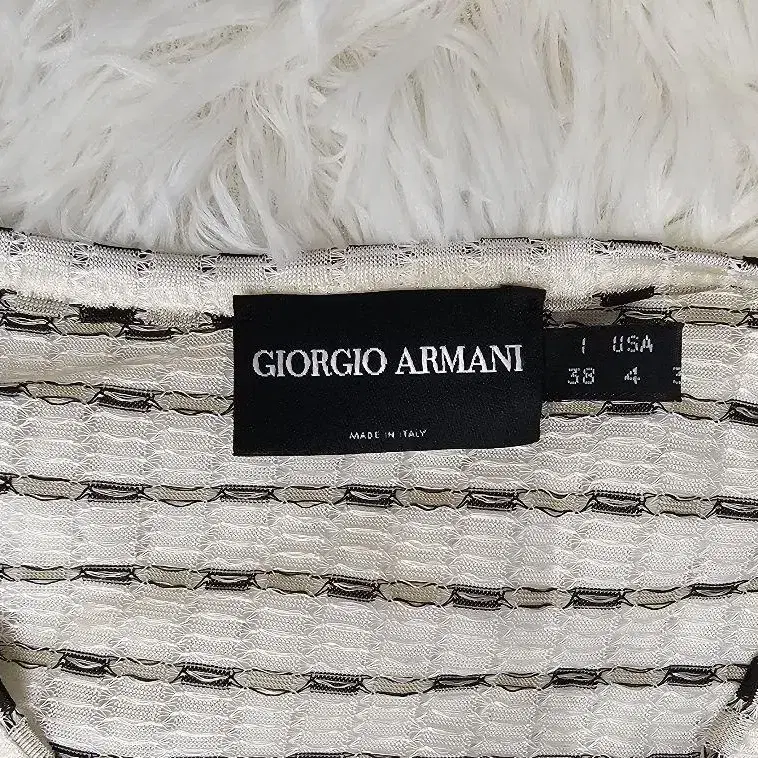 GIORGIO ARMANI
MADE IN ITALY
I USA
38 4